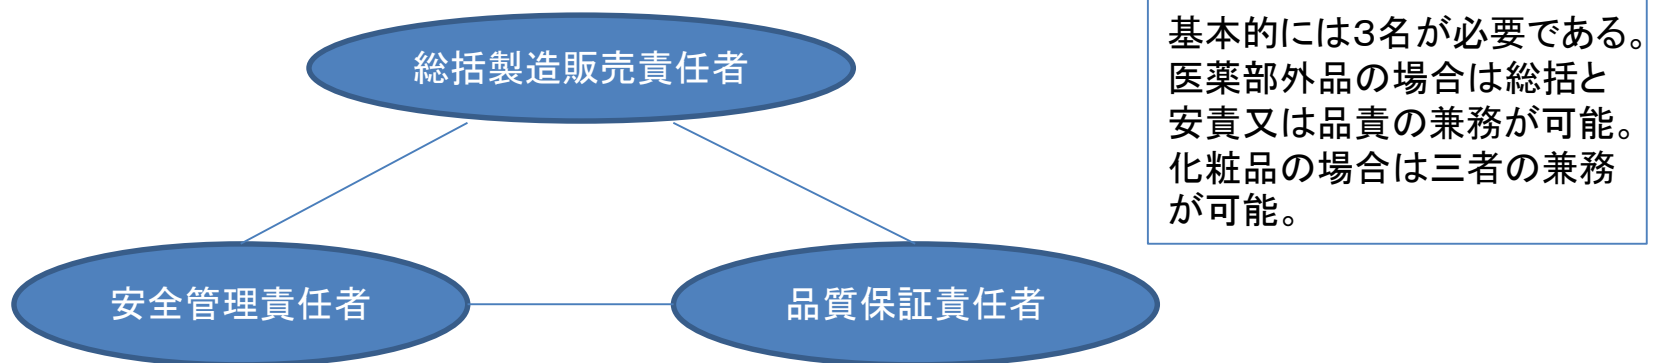 総括製造販売責任者
安全管理責任者
品質保証責任者
基本的には3名が必要である。
医薬部外品の場合は総括と
安責又は品責の兼務が可能。
化粧品の場合は三者の兼務
が可能。